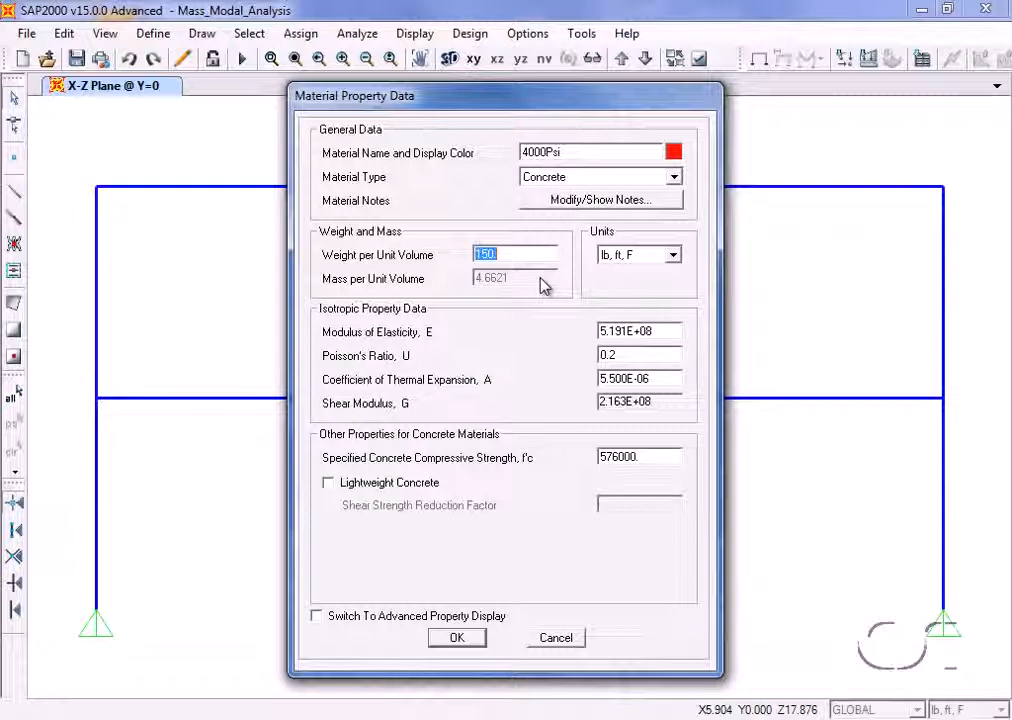 SAP2000 v15.0.0 Advanced - Mass_Modal_Analysis
File Edit View Define Draw Select Assign Analyze Display Design Options Tools Help
3D xy xz yz nv
X-Z Plane @ Y=0
Material Property Data
General Data
Material Name and Display Color 4000Psi
Material Type Concrete
Material Notes Modify/Show Notes...
Weight and Mass Units
Weight per Unit Volume 150. lb, ft, F
Mass per Unit Volume 4.6621
Isotropic Property Data
Modulus of Elasticity, E 5.191E+08
Poisson's Ratio, U 0.2
Coefficient of Thermal Expansion, A 5.500E-06
Shear Modulus, G 2.163E+08
all
Other Properties for Concrete Materials
Specified Concrete Compressive Strength, f'c 576000.
Lightweight Concrete
Shear Strength Reduction Factor
Switch To Advanced Property Display
OK Cancel
X5.904 Y0.000 Z17.876 GLOBAL lb, ft, F